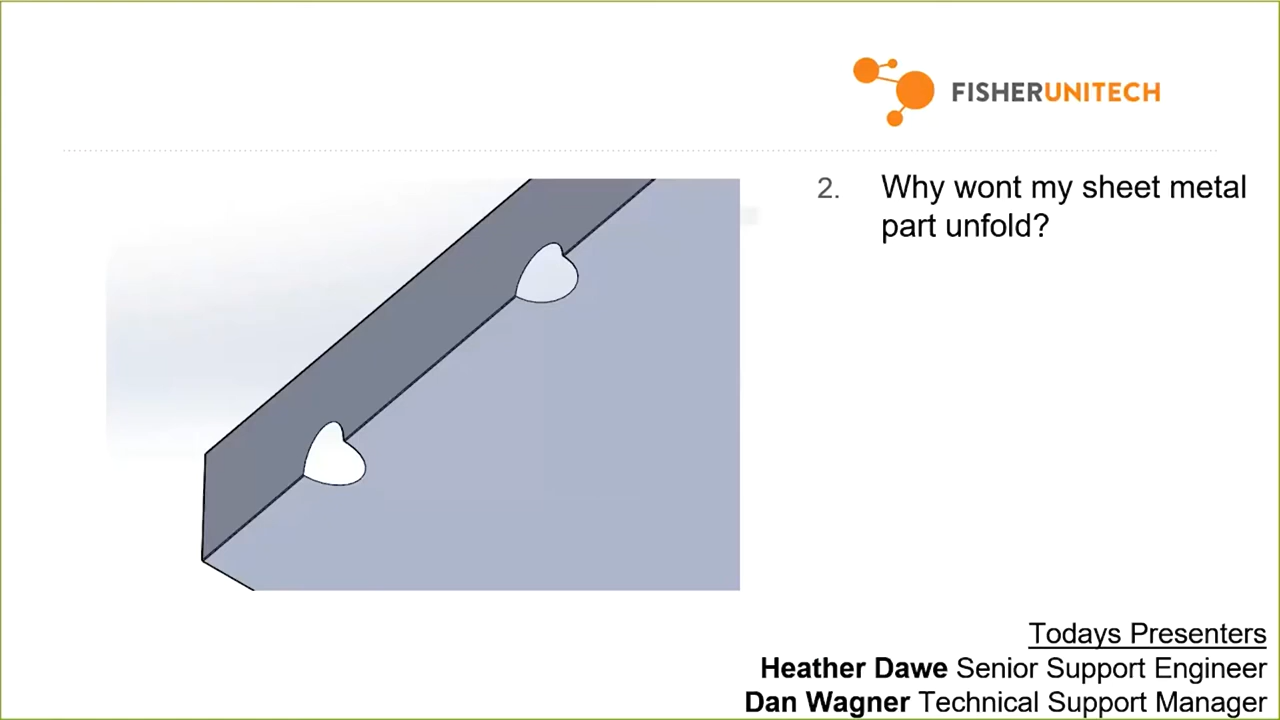 FISHERUNITECH
2. Why wont my sheet metal
part unfold?
Todays Presenters
Heather Dawe Senior Support Engineer
Dan Wagner Technical Support Manager